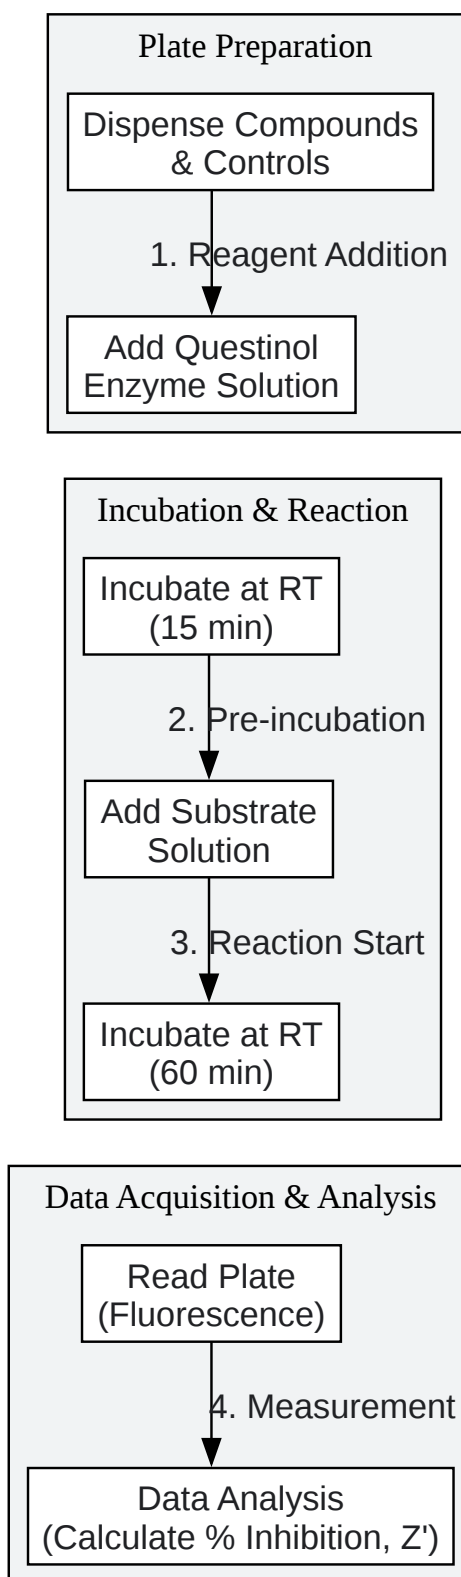 Plate Preparation
Dispense Compounds
& Controls
1. Reagent Addition
Add Questinol
Enzyme Solution
Incubation & Reaction
Incubate at RT
(15 min)
2. Pre-incubation
Add Substrate
Solution
3. Reaction Start
Incubate at RT
(60 min)
Data Acquisition & Analysis
Read Plate
(Fluorescence)
4. Measurement
Data Analysis
(Calculate % Inhibition, Z')